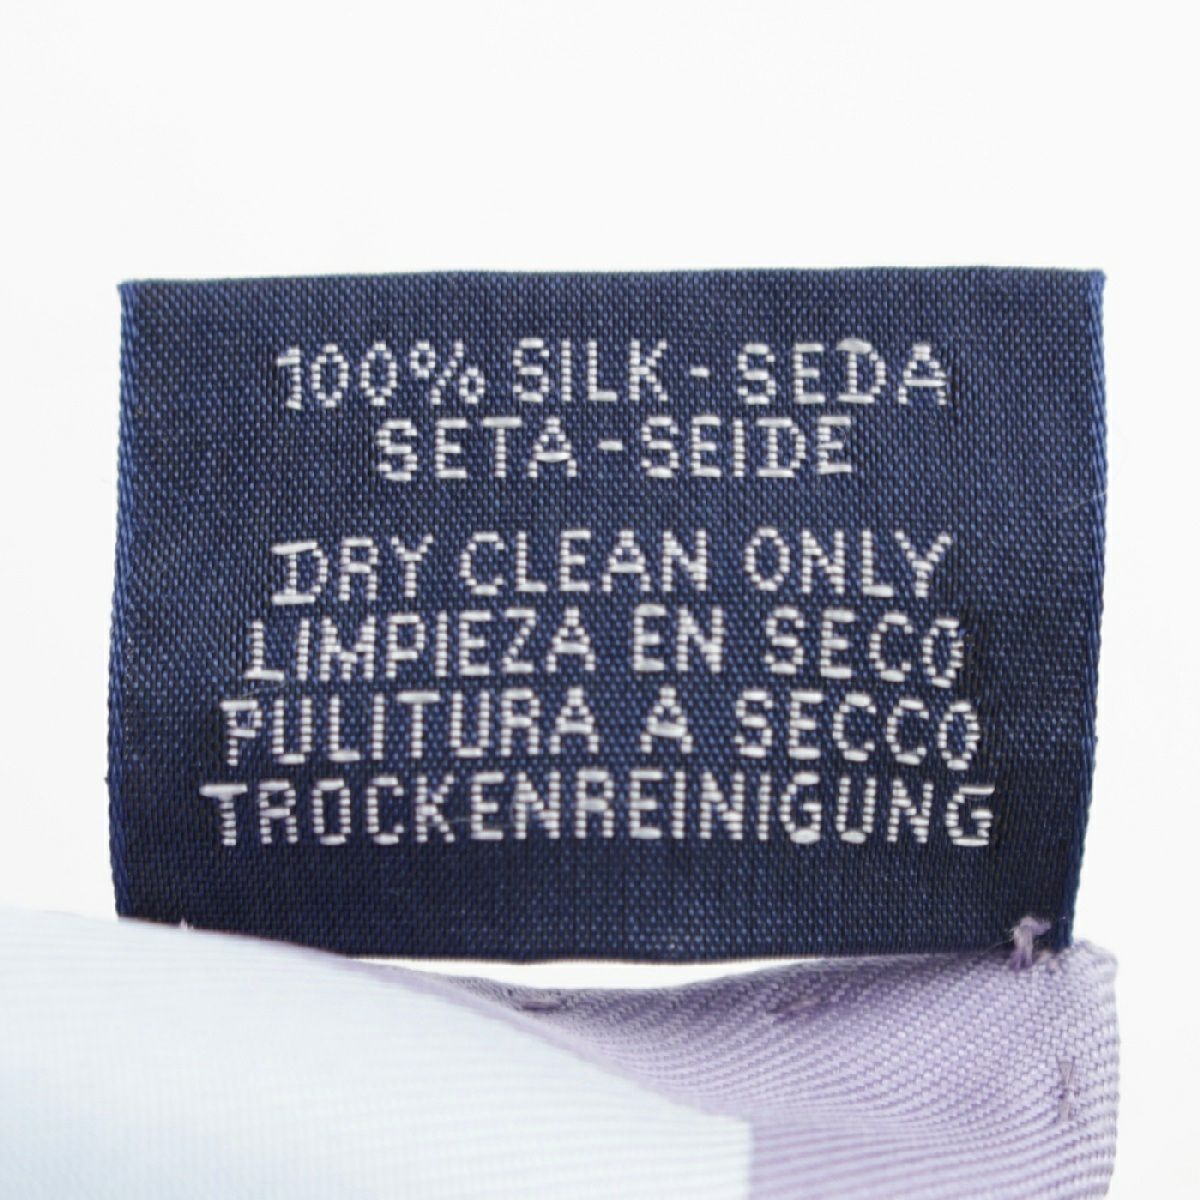 100% SILK - SEDA
SETA - SEIDE
DRY CLEAN ONLY
LIMPIEZA EN SECO
PULITURA A SECCO
TROCKENREINIGUNG